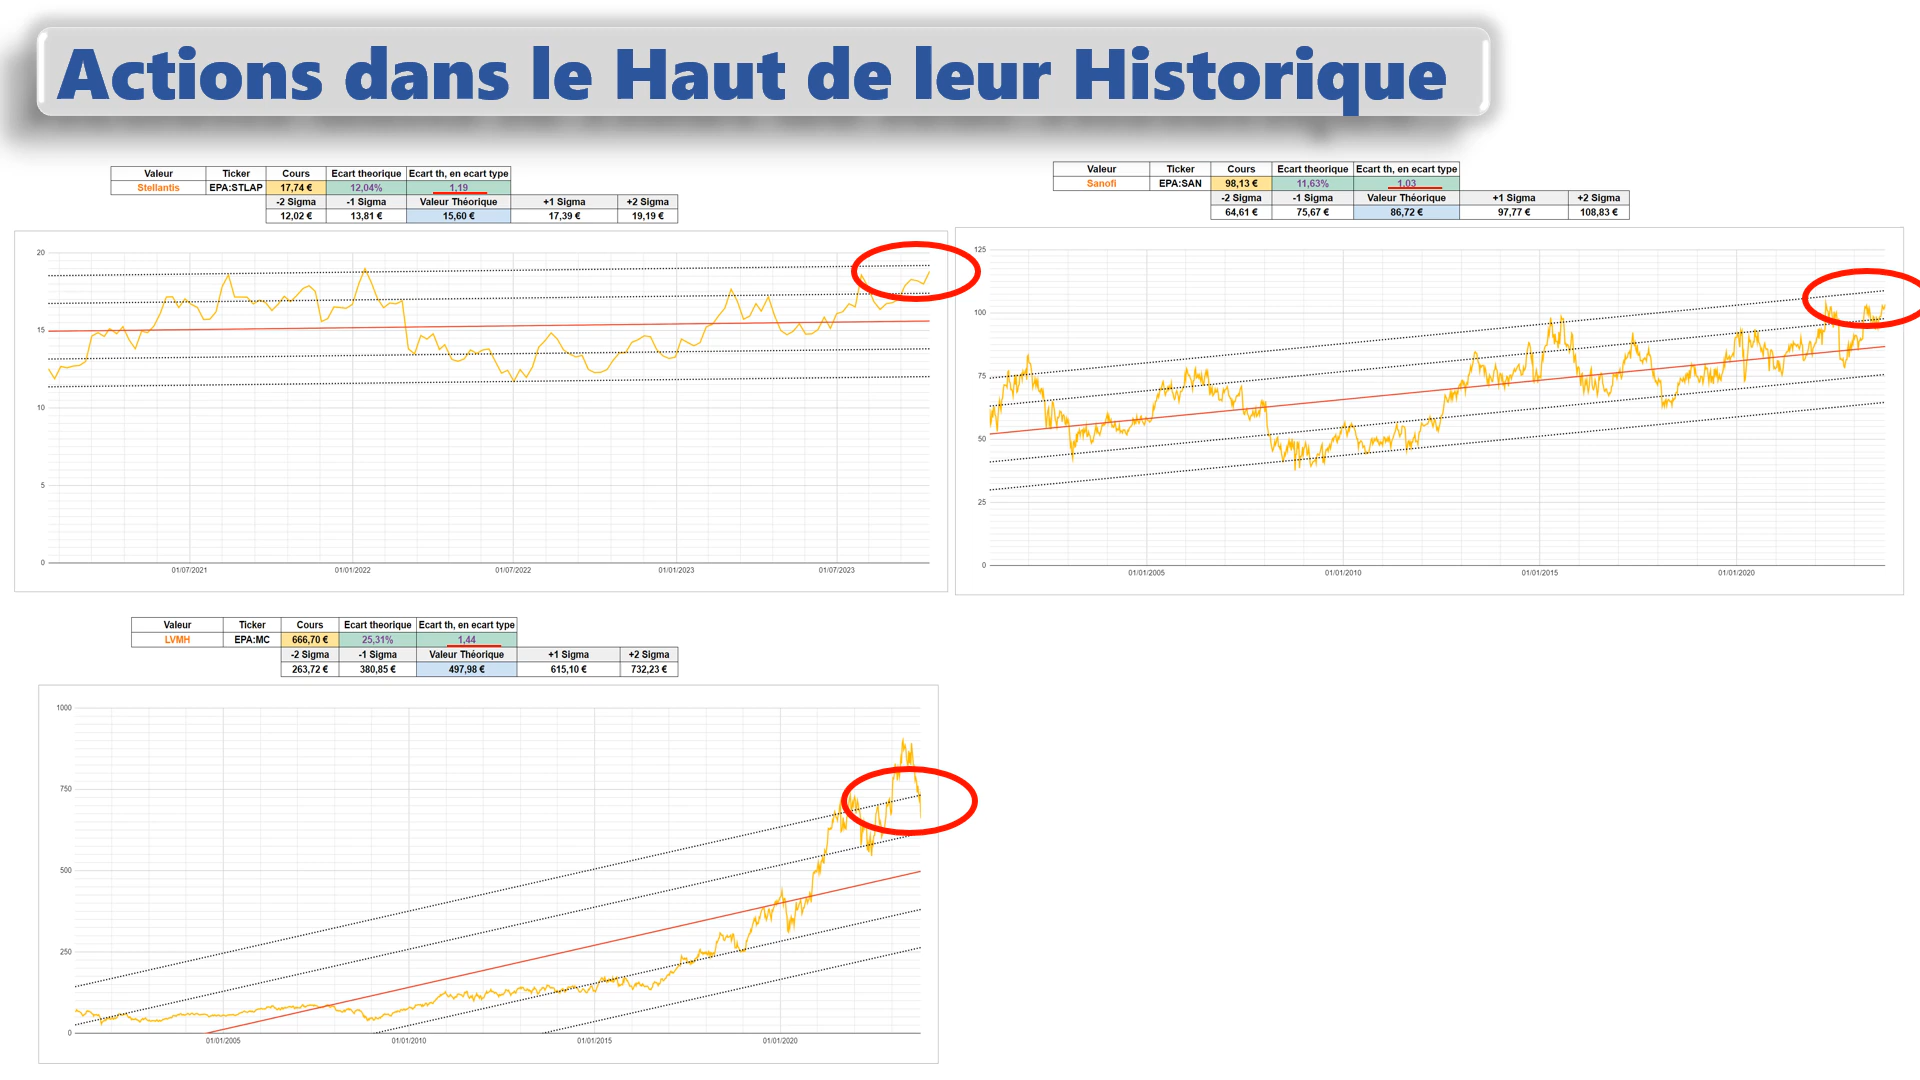 Actions dans le Haut de leur Historique
Valeur Ticker Cours Ecart theorique Ecart th, en ecart type
Stellantis EPA:STLAP 17,74 € 12,04% 1,19
-2 Sigma -1 Sigma Valeur Théorique +1 Sigma +2 Sigma
12,02 € 13,81 € 15,60 € 17,39 € 19,19 €
20
15
10
5
0
01/07/2021 01/01/2022 01/07/2022 01/01/2023 01/07/2023
Valeur Ticker Cours Ecart theorique Ecart th, en ecart type
Sanofi EPA:SAN 98,13 € 11,63% 1,03
-2 Sigma -1 Sigma Valeur Théorique +1 Sigma +2 Sigma
64,61 € 75,67 € 86,72 € 97,77 € 108,83 €
125
100
75
50
25
0
01/01/2005 01/01/2010 01/01/2015 01/01/2020
Valeur Ticker Cours Ecart theorique Ecart th, en ecart type
LVMH EPA:MC 666,70 € 25,31% 1,44
-2 Sigma -1 Sigma Valeur Théorique +1 Sigma +2 Sigma
263,72 € 380,85 € 497,98 € 615,10 € 732,23 €
1000
750
500
250
0
01/01/2005 01/01/2010 01/01/2015 01/01/2020